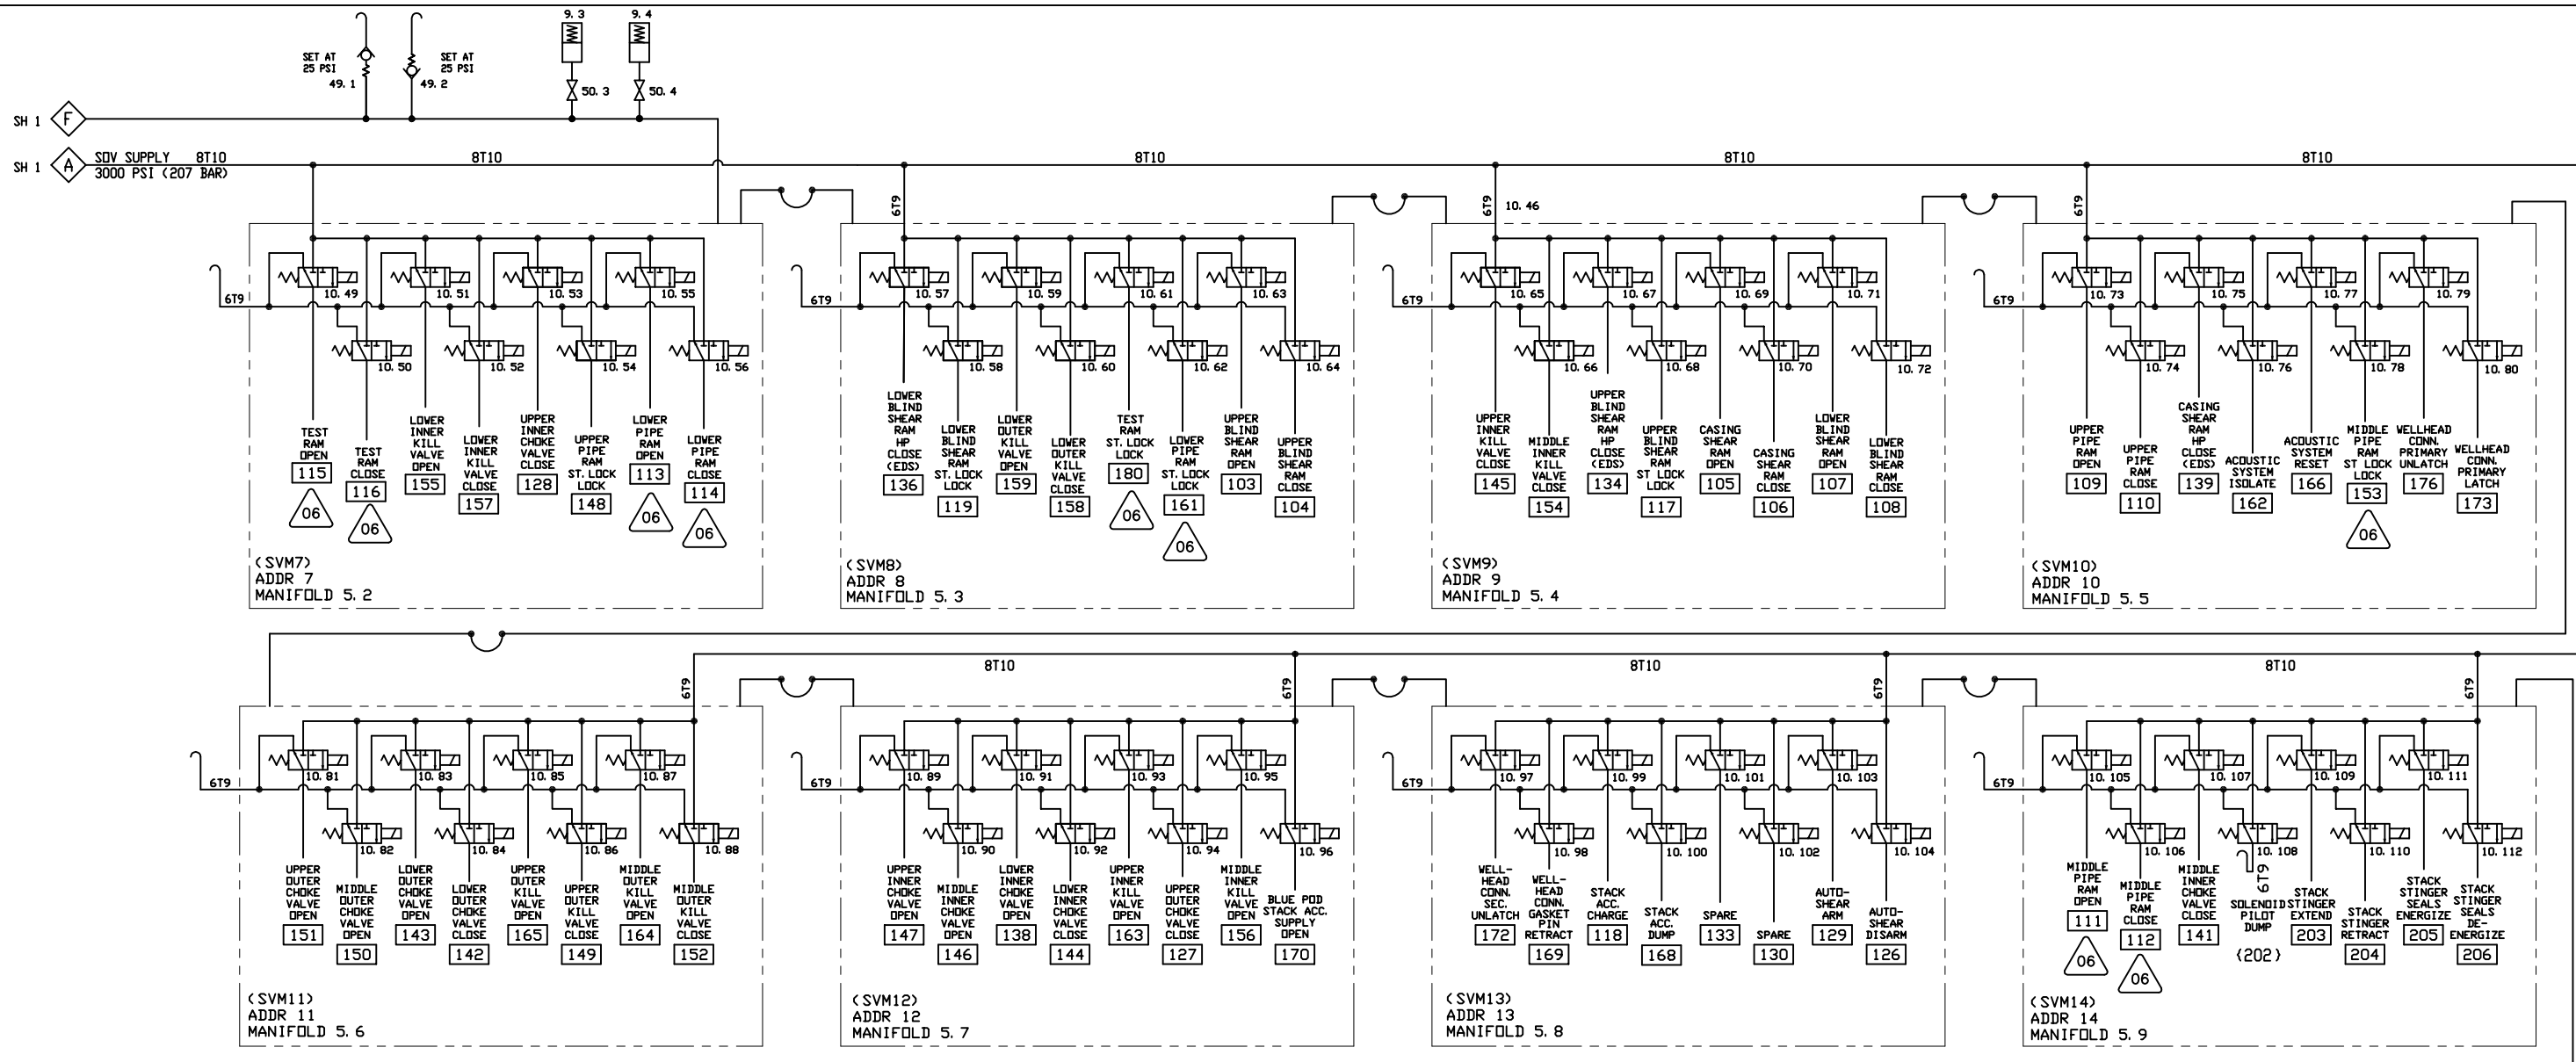 9. 3
9. 4
SET AT
25 PSI
49. 1
SET AT
25 PSI
49. 2
50. 3
50. 4
SH 1
F
SH 1
A
SOV SUPPLY 8T10
3000 PSI (207 BAR)
8T10
8T10
8T10
8T10
6T9
6T9
10. 46
6T9
6T9
10. 49
10. 51
10. 53
10. 55
10. 50
10. 52
10. 54
10. 56
TEST
RAM
OPEN
115
06
TEST
RAM
CLOSE
116
06
LOWER
INNER
KILL
VALVE
OPEN
155
LOWER
INNER
KILL
VALVE
CLOSE
157
UPPER
INNER
CHOKE
VALVE
CLOSE
128
UPPER
PIPE
RAM
ST. LOCK
LOCK
148
LOWER
PIPE
RAM
OPEN
113
06
LOWER
PIPE
RAM
CLOSE
114
06
(SVM7)
ADDR 7
MANIFOLD 5. 2
6T9
10. 57
10. 59
10. 61
10. 63
10. 58
10. 60
10. 62
10. 64
LOWER
BLIND
SHEAR
RAM
HP
CLOSE
(EDS)
136
LOWER
BLIND
SHEAR
RAM
ST. LOCK
LOCK
119
LOWER
OUTER
KILL
VALVE
OPEN
159
LOWER
OUTER
KILL
VALVE
CLOSE
158
TEST
RAM
ST. LOCK
LOCK
180
06
LOWER
PIPE
RAM
ST. LOCK
LOCK
161
06
UPPER
BLIND
SHEAR
RAM
OPEN
103
UPPER
BLIND
SHEAR
RAM
CLOSE
104
(SVM8)
ADDR 8
MANIFOLD 5. 3
6T9
10. 65
10. 67
10. 69
10. 71
10. 66
10. 68
10. 70
10. 72
UPPER
INNER
KILL
VALVE
CLOSE
145
MIDDLE
INNER
KILL
VALVE
CLOSE
154
UPPER
BLIND
SHEAR
RAM
HP
CLOSE
(EDS)
134
UPPER
BLIND
SHEAR
RAM
ST LOCK
LOCK
117
CASING
SHEAR
RAM
OPEN
105
CASING
SHEAR
RAM
CLOSE
106
LOWER
BLIND
SHEAR
RAM
OPEN
107
LOWER
BLIND
SHEAR
RAM
CLOSE
108
(SVM9)
ADDR 9
MANIFOLD 5. 4
6T9
10. 73
10. 75
10. 77
10. 79
10. 74
10. 76
10. 78
10. 80
UPPER
PIPE
RAM
OPEN
109
UPPER
PIPE
RAM
CLOSE
110
CASING
SHEAR
RAM
HP
CLOSE
(EDS)
139
ACOUSTIC
SYSTEM
ISOLATE
162
ACOUSTIC
SYSTEM
RESET
166
MIDDLE
PIPE
RAM
ST LOCK
LOCK
153
06
WELLHEAD
CONN.
PRIMARY
UNLATCH
176
WELLHEAD
CONN.
PRIMARY
LATCH
173
(SVM10)
ADDR 10
MANIFOLD 5. 5
8T10
8T10
8T10
6T9
6T9
6T9
6T9
6T9
10. 81
10. 83
10. 85
10. 87
10. 82
10. 84
10. 86
10. 88
UPPER
OUTER
CHOKE
VALVE
OPEN
151
MIDDLE
OUTER
CHOKE
VALVE
OPEN
150
LOWER
OUTER
CHOKE
VALVE
OPEN
143
LOWER
OUTER
CHOKE
VALVE
CLOSE
142
UPPER
OUTER
KILL
VALVE
OPEN
165
UPPER
OUTER
KILL
VALVE
CLOSE
149
MIDDLE
OUTER
KILL
VALVE
OPEN
164
MIDDLE
OUTER
KILL
VALVE
CLOSE
152
(SVM11)
ADDR 11
MANIFOLD 5. 6
6T9
10. 89
10. 91
10. 93
10. 95
10. 90
10. 92
10. 94
10. 96
UPPER
INNER
CHOKE
VALVE
OPEN
147
MIDDLE
INNER
CHOKE
VALVE
OPEN
146
LOWER
INNER
CHOKE
VALVE
OPEN
138
LOWER
INNER
CHOKE
VALVE
CLOSE
144
UPPER
INNER
KILL
VALVE
OPEN
163
UPPER
OUTER
CHOKE
VALVE
CLOSE
127
MIDDLE
INNER
KILL
VALVE
OPEN
156
BLUE POD
STACK ACC.
SUPPLY
OPEN
170
(SVM12)
ADDR 12
MANIFOLD 5. 7
6T9
10. 97
10. 99
10. 101
10. 103
10. 98
10. 100
10. 102
10. 104
WELL-
HEAD
CONN.
SEC.
UNLATCH
172
WELL-
HEAD
CONN.
GASKET
PIN
RETRACT
169
STACK
ACC.
CHARGE
118
STACK
ACC.
DUMP
168
SPARE
133
SPARE
130
AUTO-
SHEAR
ARM
129
AUTO-
SHEAR
DISARM
126
(SVM13)
ADDR 13
MANIFOLD 5. 8
6T9
10. 105
10. 107
10. 109
10. 111
10. 106
10. 108
10. 110
10. 112
MIDDLE
PIPE
RAM
OPEN
111
06
MIDDLE
PIPE
RAM
CLOSE
112
06
MIDDLE
INNER
CHOKE
VALVE
CLOSE
141
6T9
SOLENOID
PILOT
DUMP
{202}
STACK
STINGER
EXTEND
203
STACK
STINGER
RETRACT
204
STACK
STINGER
SEALS
ENERGIZE
205
STACK
STINGER
SEALS
DE-
ENERGIZE
206
(SVM14)
ADDR 14
MANIFOLD 5. 9